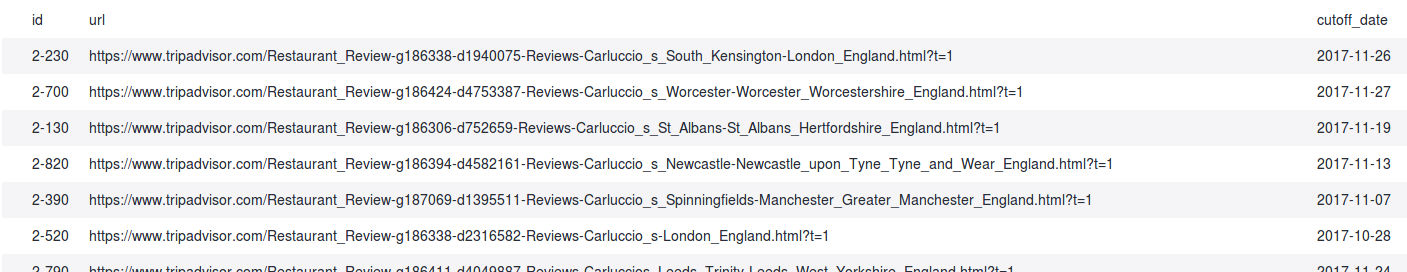 id url cutoff_date
2-230 https://www.tripadvisor.com/Restaurant_Review-g186338-d1940075-Reviews-Carluccio_s_South_Kensington-London_England.html?t=1 2017-11-26
2-700 https://www.tripadvisor.com/Restaurant_Review-g186424-d4753387-Reviews-Carluccio_s_Worcester-Worcester_Worcestershire_England.html?t=1 2017-11-27
2-130 https://www.tripadvisor.com/Restaurant_Review-g186306-d752659-Reviews-Carluccio_s_St_Albans-St_Albans_Hertfordshire_England.html?t=1 2017-11-19
2-820 https://www.tripadvisor.com/Restaurant_Review-g186394-d4582161-Reviews-Carluccio_s_Newcastle-Newcastle_upon_Tyne_Tyne_and_Wear_England.html?t=1 2017-11-13
2-390 https://www.tripadvisor.com/Restaurant_Review-g187069-d1395511-Reviews-Carluccio_s_Spinningfields-Manchester_Greater_Manchester_England.html?t=1 2017-11-07
2-520 https://www.tripadvisor.com/Restaurant_Review-g186338-d2316582-Reviews-Carluccio_s-London_England.html?t=1 2017-10-28
2-790 https://www.tripadvisor.com/Restaurant_Review-g186411-d4049887-Reviews-Carluccios_Leeds_Trinity-Leeds_West_Yorkshire_England.html?t=1 2017-11-24